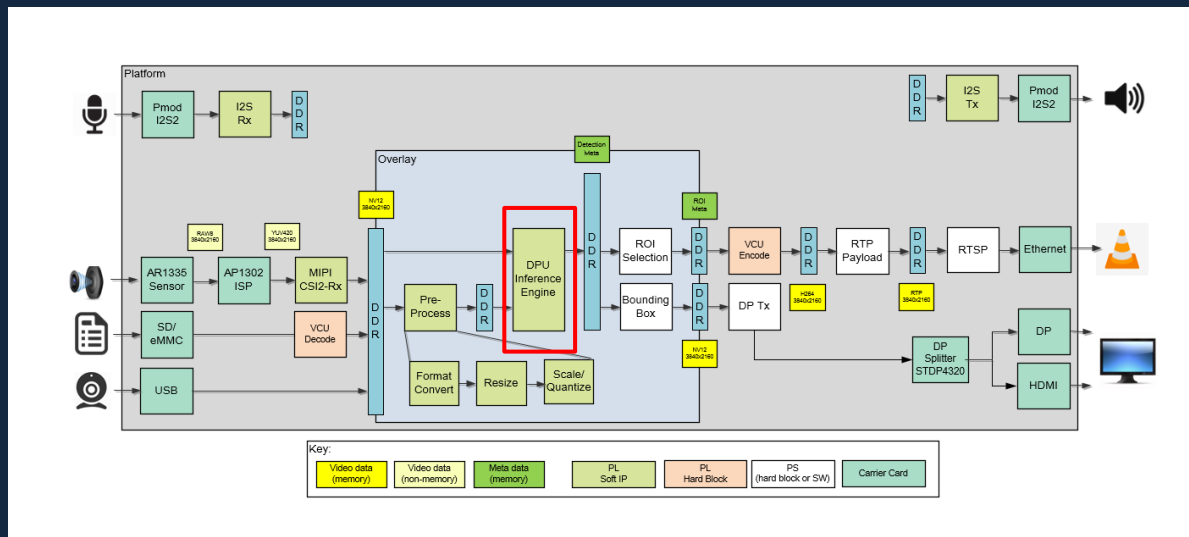 Platform
Pmod
I2S2
I2S
Rx
D
D
R
D
D
R
I2S
Tx
Pmod
I2S2
Detection
Meta
Overlay
NV12
3840x2160
ROI
Meta
RAW8
3840x2160
YUV420
3840x2160
AR1335
Sensor
AP1302
ISP
MIPI
CSI2-Rx
SD/
eMMC
VCU
Decode
USB
D
D
R
Pre-
Process
D
D
R
DPU
Inference
Engine
D
D
R
Format
Convert
Resize
Scale/
Quantize
ROI
Selection
Bounding
Box
D
D
R
D
D
R
NV12
3840x2160
VCU
Encode
D
D
R
RTP
Payload
D
D
R
RTSP
Ethernet
DP Tx
H264
3840x2160
RTP
3840x2160
DP
Splitter
STDP4320
DP
HDMI
Key:
Video data
(memory)
Video data
(non-memory)
Meta data
(memory)
PL
Soft IP
PL
Hard Block
PS
(hard block or SW)
Carrier Card